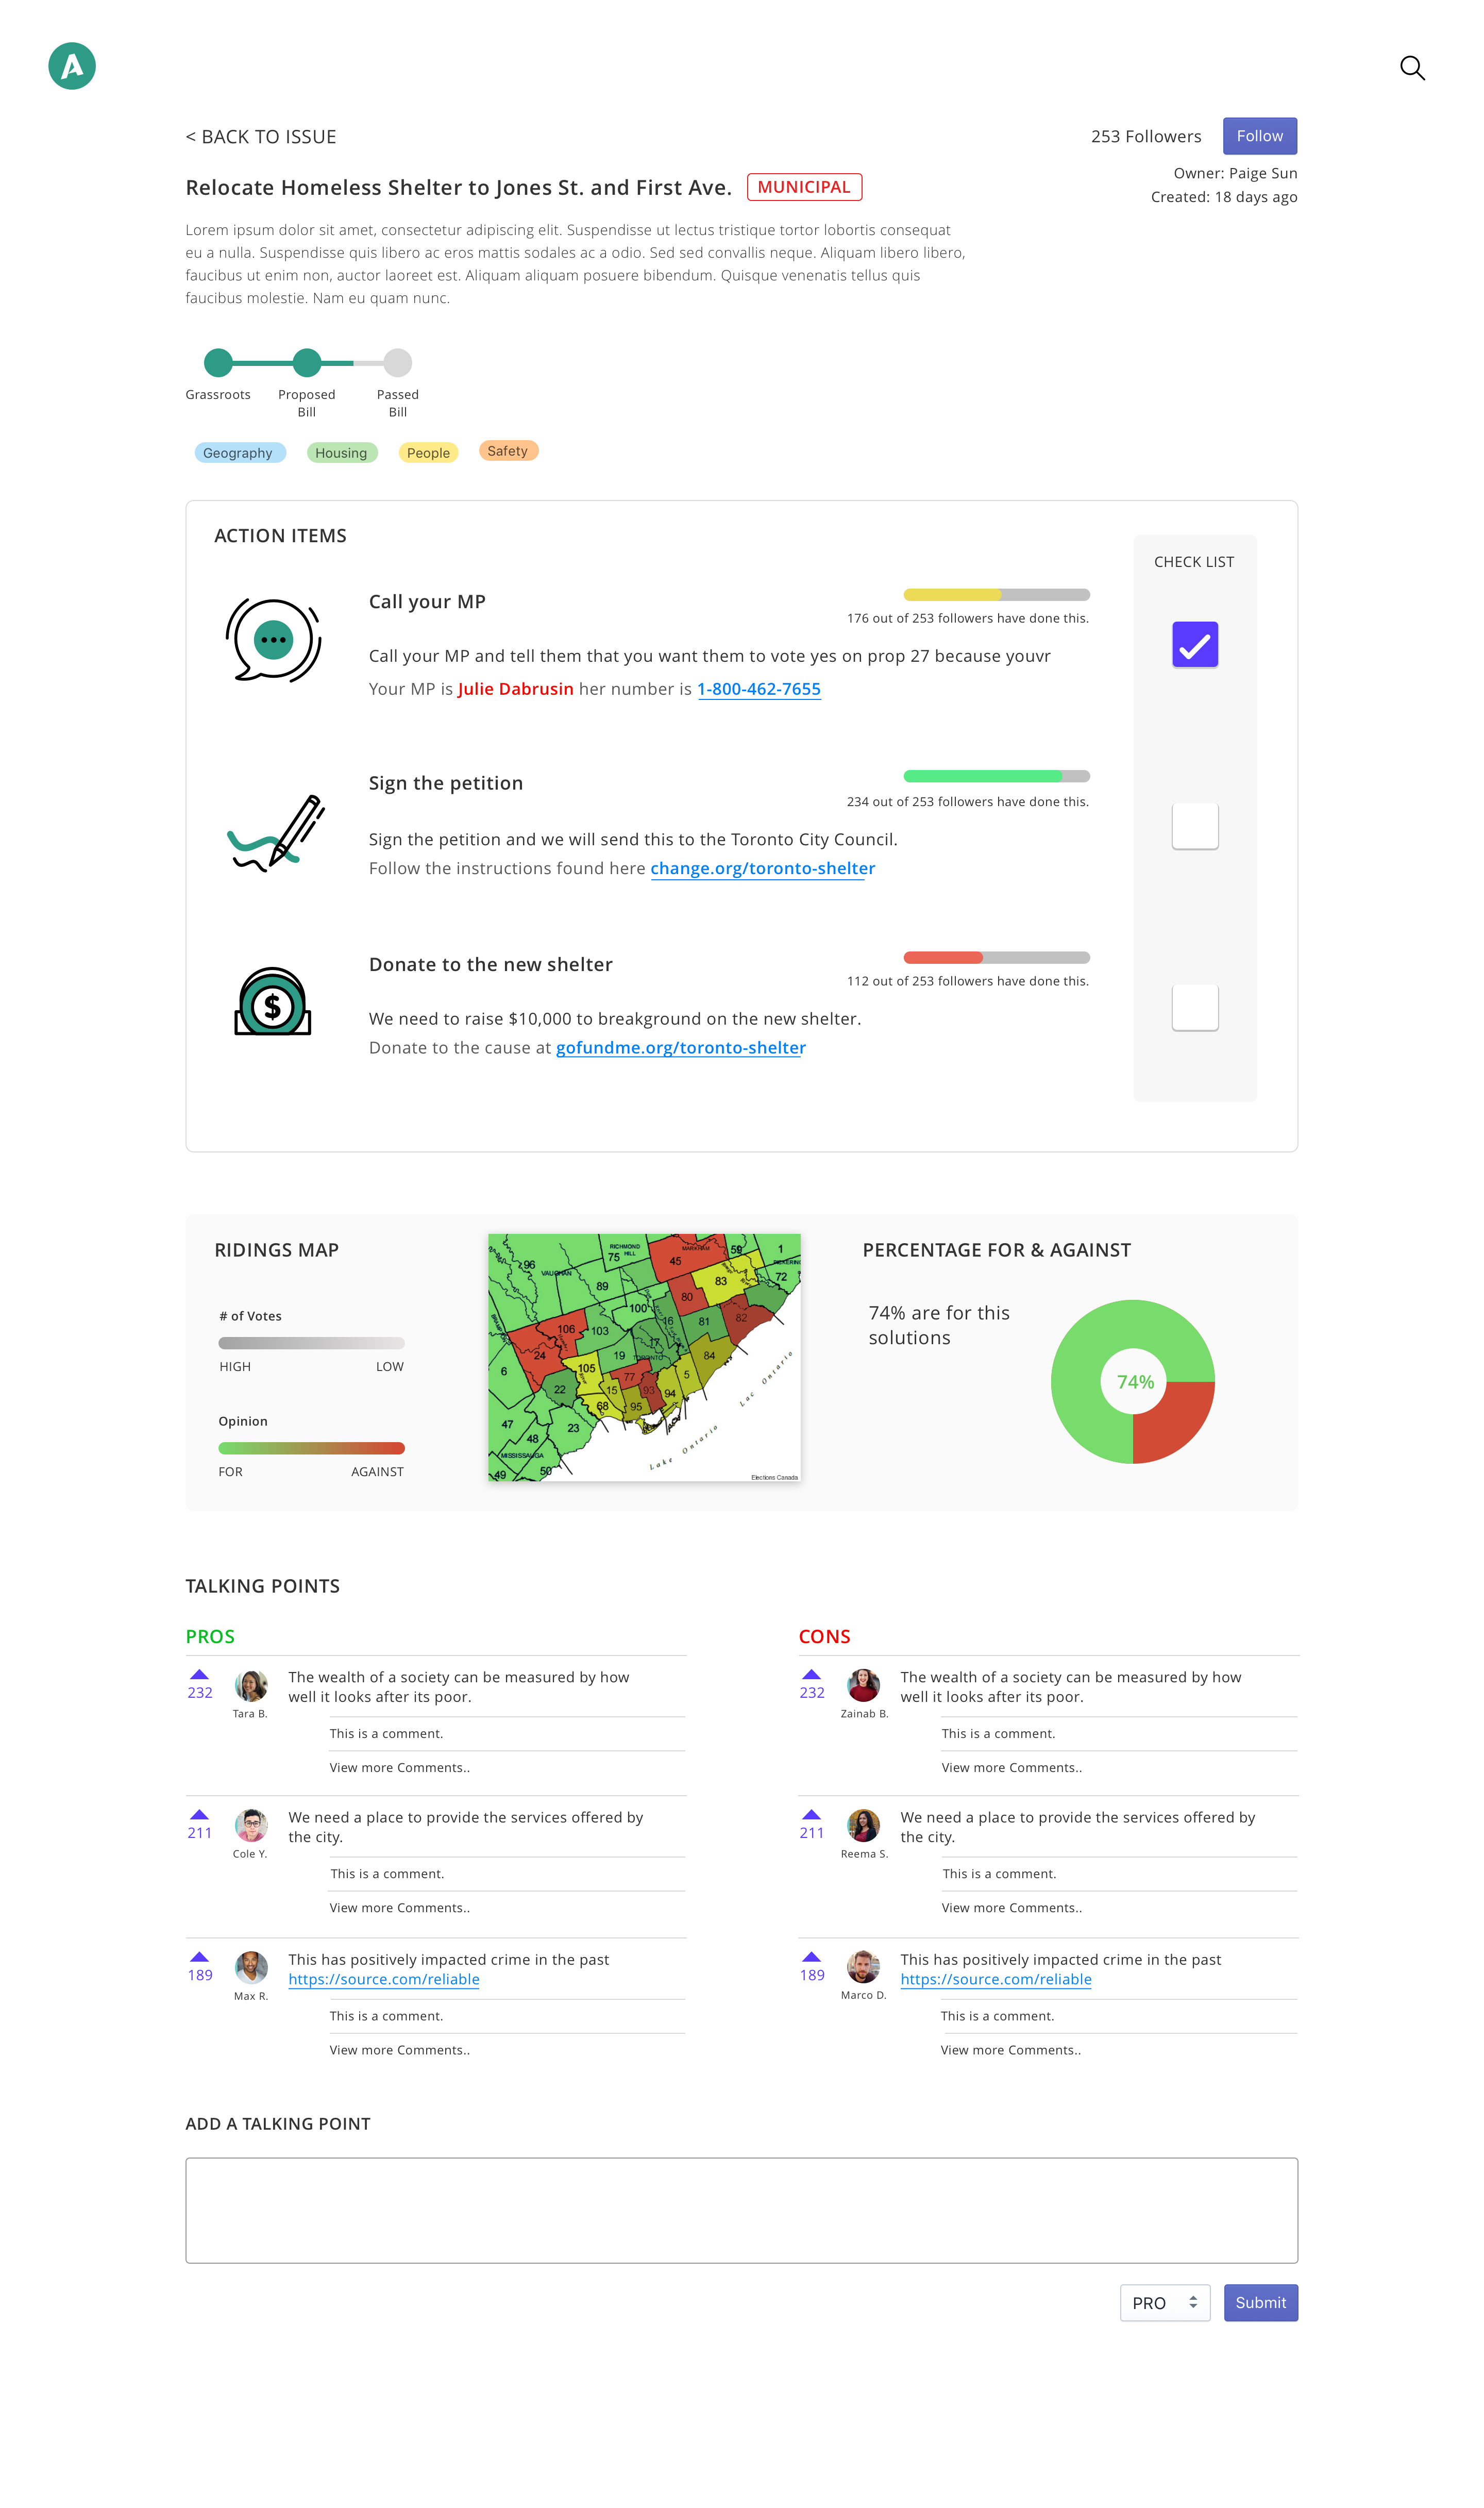 A
< BACK TO ISSUE
253 Followers
Follow
Relocate Homeless Shelter to Jones St. and First Ave.
MUNICIPAL
Owner: Paige Sun
Created: 18 days ago
Lorem ipsum dolor sit amet, consectetur adipiscing elit. Suspendisse ut lectus tristique tortor lobortis consequat
eu a nulla. Suspendisse quis libero ac eros mattis sodales ac a odio. Sed sed convallis neque. Aliquam libero libero,
faucibus ut enim non, auctor laoreet est. Aliquam aliquam posuere bibendum. Quisque venenatis tellus quis
faucibus molestie. Nam eu quam nunc.
Grassroots
Proposed
Bill
Passed
Bill
Geography
Housing
People
Safety
ACTION ITEMS
CHECK LIST
Call your MP
176 out of 253 followers have done this.
Call your MP and tell them that you want them to vote yes on prop 27 because youvr
Your MP is Julie Dabrusin her number is 1-800-462-7655
Sign the petition
234 out of 253 followers have done this.
Sign the petition and we will send this to the Toronto City Council.
Follow the instructions found here change.org/toronto-shelter
Donate to the new shelter
112 out of 253 followers have done this.
$
We need to raise $10,000 to breakground on the new shelter.
Donate to the cause at gofundme.org/toronto-shelter
RIDINGS MAP
# of Votes
HIGH
LOW
Opinion
FOR
AGAINST
RICHMOND
HILL
75
MARKHAM
59
1
96
VAUGHAN
45
PICKERING
72
89
83
80
100
16
81
82
106
103
17
24
19
TORONTO
84
6
105
77
5
22
15
93
94
68
95
47
23
48
MISSISSAUGA
49
50
Lake Ontario
Lac Ontario
Elections Canada
PERCENTAGE FOR & AGAINST
74% are for this
solutions
74%
TALKING POINTS
PROS
232
Tara B.
The wealth of a society can be measured by how
well it looks after its poor.
This is a comment.
View more Comments..
211
Cole Y.
We need a place to provide the services offered by
the city.
This is a comment.
View more Comments..
189
Max R.
This has positively impacted crime in the past
https://source.com/reliable
This is a comment.
View more Comments..
CONS
232
Zainab B.
The wealth of a society can be measured by how
well it looks after its poor.
This is a comment.
View more Comments..
211
Reema S.
We need a place to provide the services offered by
the city.
This is a comment.
View more Comments..
189
Marco D.
This has positively impacted crime in the past
https://source.com/reliable
This is a comment.
View more Comments..
ADD A TALKING POINT
PRO
Submit